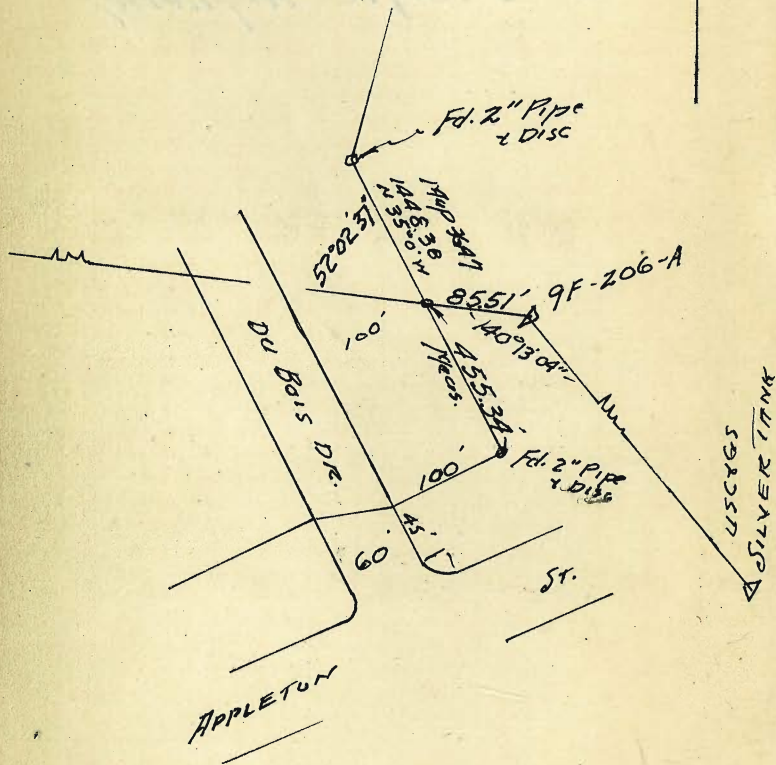 Fd. 2" Pipe
& Disc
Map 3647
1448.38
N 35°0' W
52°02'31"
85.51'
9F-206-A
140°13'04"
100'
455.34'
Meas.
DU BOIS DR.
100'
Fd. 2" Pipe
& Disc
45'
60'
ST.
APPLETON
USC&GS
SILVER TANK